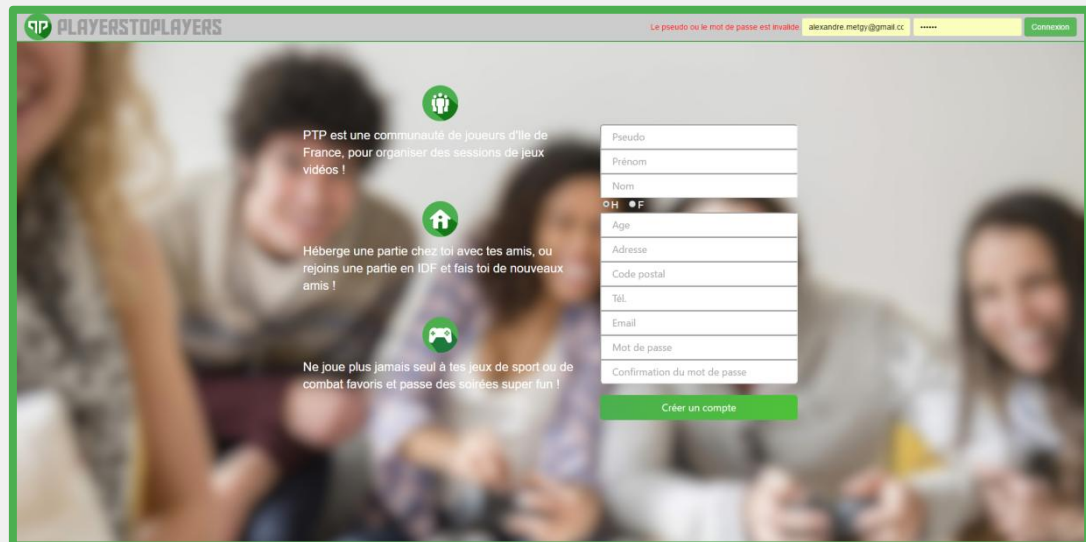 PLAYERSTOPLAYERS
Le pseudo ou le mot de passe est invalide
alexandre.metgy@gmail.cc
••••••
Connexion
PTP est une communauté de joueurs d'Ile de
France, pour organiser des sessions de jeux
vidéos !
Héberge une partie chez toi avec tes amis, ou
rejoins une partie en IDF et fais toi de nouveaux
amis !
Ne joue plus jamais seul à tes jeux de sport ou de
combat favoris et passe des soirées super fun !
Pseudo
Prénom
Nom
H F
Age
Adresse
Code postal
Tél.
Email
Mot de passe
Confirmation du mot de passe
Créer un compte